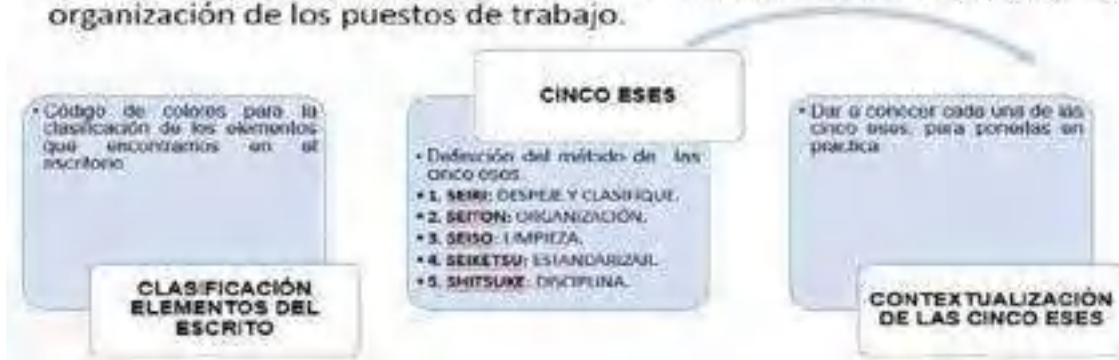 organización de los puestos de trabajo.
• Código de colores para la
clasificación de los elementos
que encontramos en el
escritorio
CLASIFICACIÓN
ELEMENTOS DEL
ESCRITO
CINCO ESES
• Definición del método de las
cinco eses
• 1. SEIRI: DESPEJE Y CLASIFIQUE.
• 2. SEITON: ORGANIZACIÓN.
• 3. SEISO: LIMPIEZA.
• 4. SEIKETSU: ESTANDARIZAR.
• 5. SHITSUKE: DISCIPLINA.
• Dar a conocer cada una de las
cinco eses, para ponerlas en
practica
CONTEXTUALIZACIÓN
DE LAS CINCO ESES